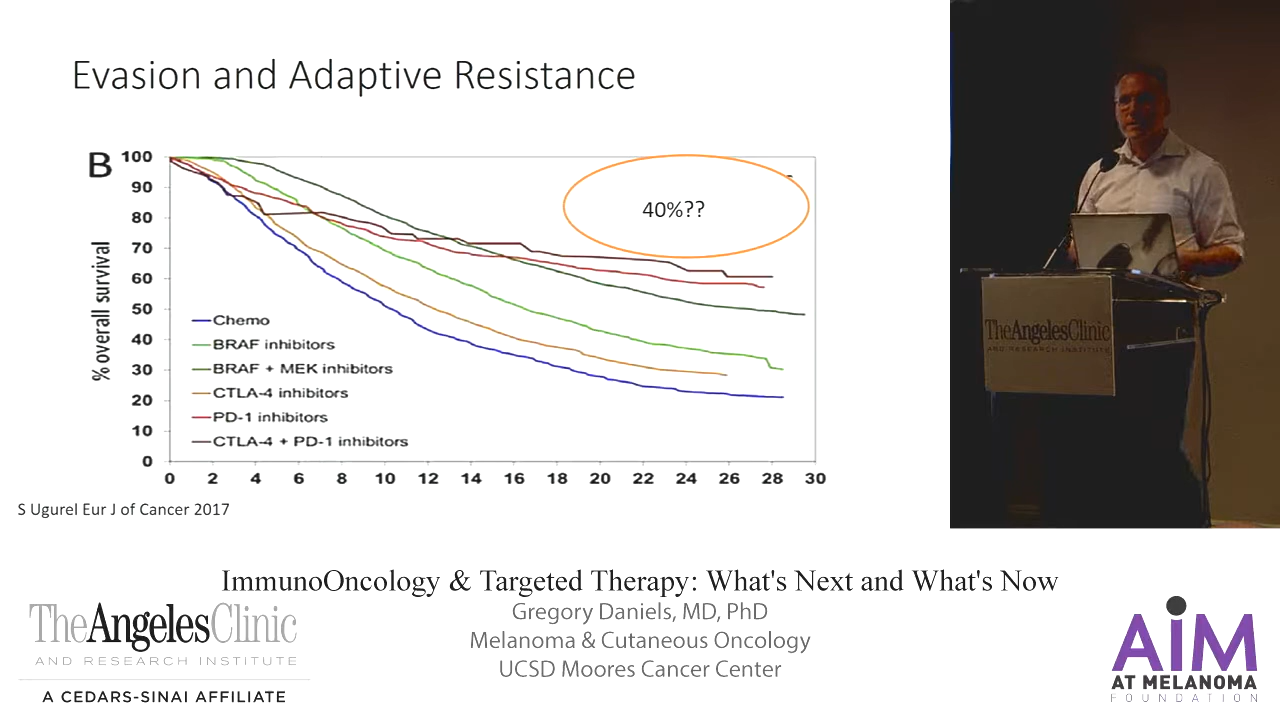 Evasion and Adaptive Resistance
B
100
90
80
70
60
50
40
30
20
10
0
% overall survival
40%??
Chemo
BRAF inhibitors
BRAF + MEK inhibitors
CTLA-4 inhibitors
PD-1 inhibitors
CTLA-4 + PD-1 inhibitors
0 2 4 6 8 10 12 14 16 18 20 22 24 26 28 30
S Ugurel Eur J of Cancer 2017
TheAngelesClinic
AND RESEARCH INSTITUTE
ImmunoOncology & Targeted Therapy: What's Next and What's Now
Gregory Daniels, MD, PhD
Melanoma & Cutaneous Oncology
UCSD Moores Cancer Center
TheAngelesClinic
AND RESEARCH INSTITUTE
A CEDARS-SINAI AFFILIATE
AiM
AT MELANOMA
FOUNDATION